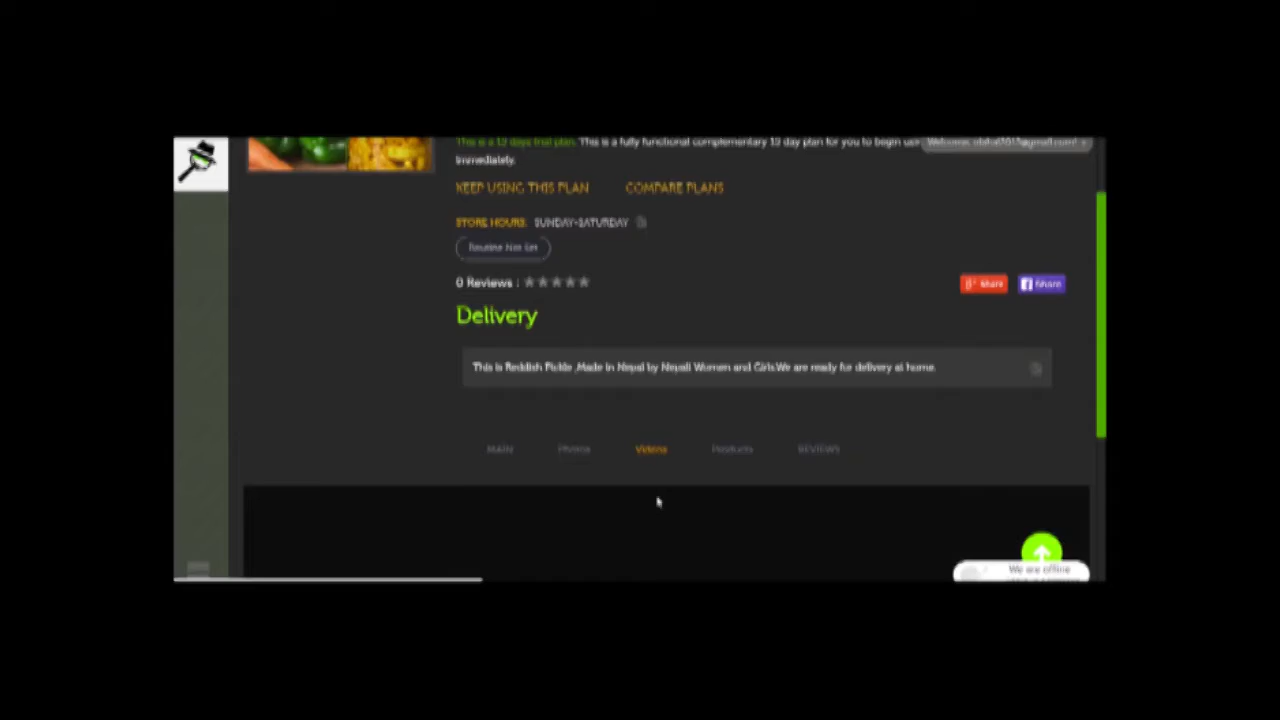 This is a 15 days trial plan. This is a fully functional complementary 15 day plan for you to begin use
Immediately.
KEEP USING THIS PLAN COMPARE PLANS
STORE HOURS: SUNDAY-SATURDAY
0 Reviews :
Share Share
Delivery
This is Reddish Pickle ,Made in Nepal by Nepali Women and Girls.We are ready for delivery at home.
MAIN Photos Videos Products REVIEWS
We are offline